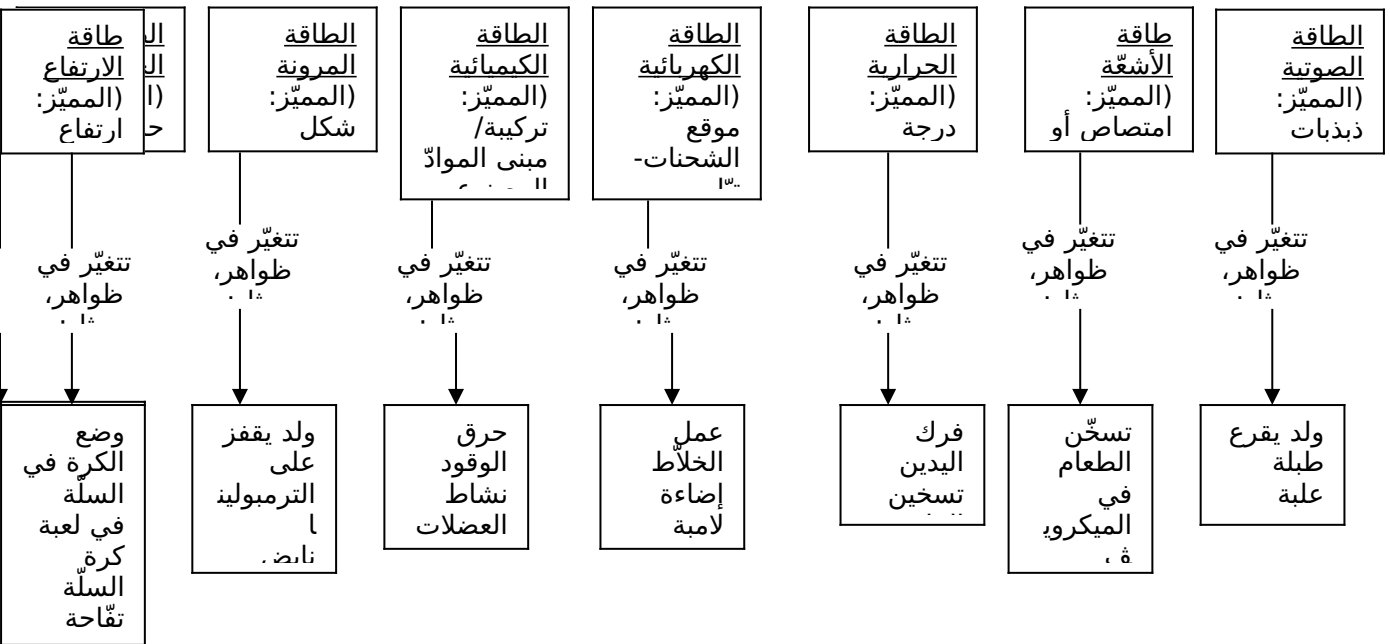 الطاقة
الصوتية
(المميّز:
ذبذبات
طاقة
الأشعّة
(المميّز:
امتصاص أو
الطاقة
الحرارية
(المميّز:
درجة
الطاقة
الكهربائية
(المميّز:
موقع
الشحنات-
الطاقة
الكيميائية
(المميّز:
تركيبة/
مبنى الموادّ
الطاقة
المرونة
(المميّز:
شكل
طاقة
الارتفاع
(المميّز:
ارتفاع
تتغيّر في
ظواهر،
تتغيّر في
ظواهر،
تتغيّر في
ظواهر،
تتغيّر في
ظواهر،
تتغيّر في
ظواهر،
تتغيّر في
ظواهر،
تتغيّر في
ظواهر،
ولد يقرع
طبلة
علبة
تسخّن
الطعام
في
الميكرويـ
ڤ
فرك
اليدين
تسخين
عمل
الخلاّط
إضاءة
لامبة
حرق
الوقود
نشاط
العضلات
ولد يقفز
على
الترمبولينـ
ا
نابض
وضع
الكرة في
السلّة
في لعبة
كرة
السلّة
تفّاحة